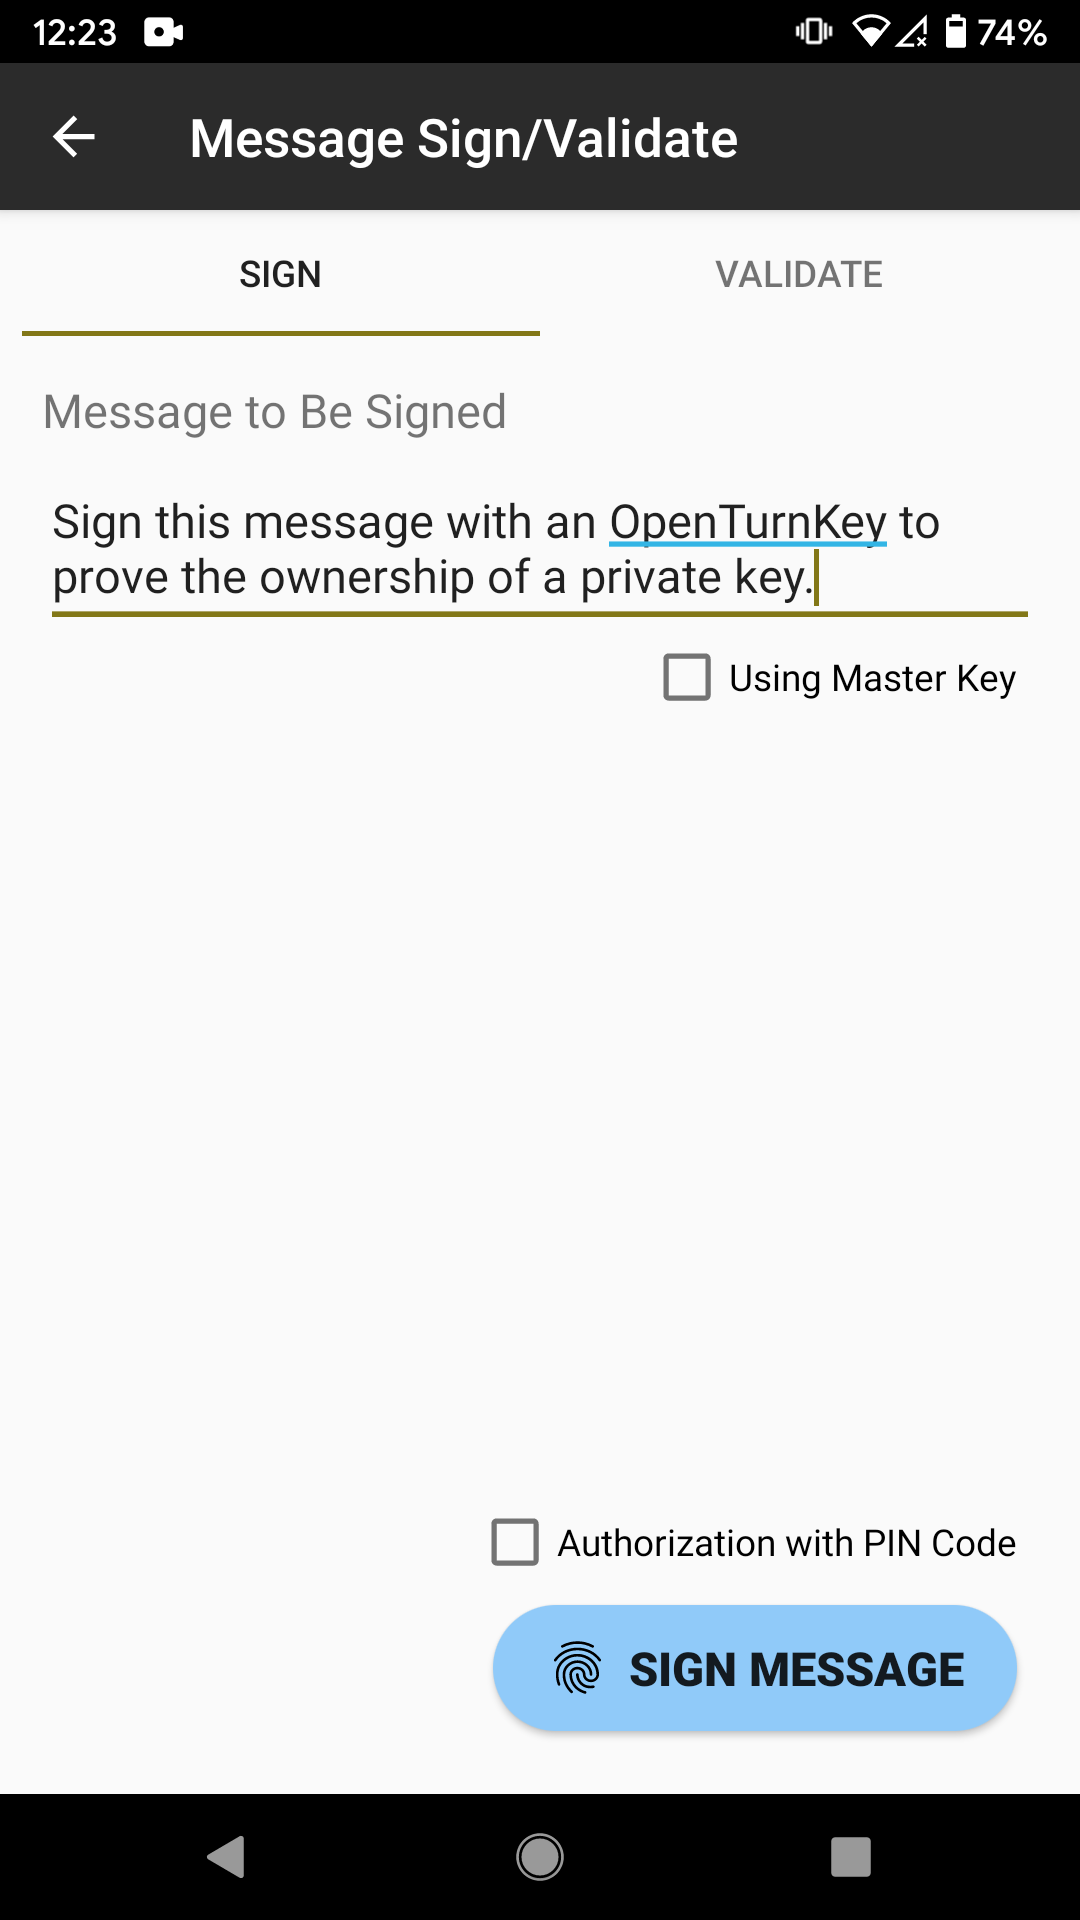 12:23
74%
Message Sign/Validate
SIGN
VALIDATE
Message to Be Signed
Sign this message with an OpenTurnKey to
prove the ownership of a private key.
Using Master Key
Authorization with PIN Code
SIGN MESSAGE